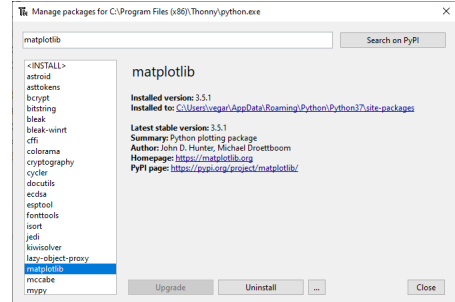 Manage packages for C:\Program Files (x86)\Thonny\python.exe
matplotlib
Search on PyPI
<INSTALL>
astroid
asttokens
bcrypt
bitstring
bleak
bleak-winrt
cffi
colorama
cryptography
cycler
docutils
ecdsa
esptool
fonttools
isort
jedi
kiwisolver
lazy-object-proxy
matplotlib
mccabe
mypy
matplotlib
Installed version: 3.5.1
Installed to: C:\Users\vegar\AppData\Roaming\Python\Python37\site-packages
Latest stable version: 3.5.1
Summary: Python plotting package
Author: John D. Hunter, Michael Droettboom
Homepage: https://matplotlib.org
PyPI page: https://pypi.org/project/matplotlib/
Upgrade
Uninstall
...
Close